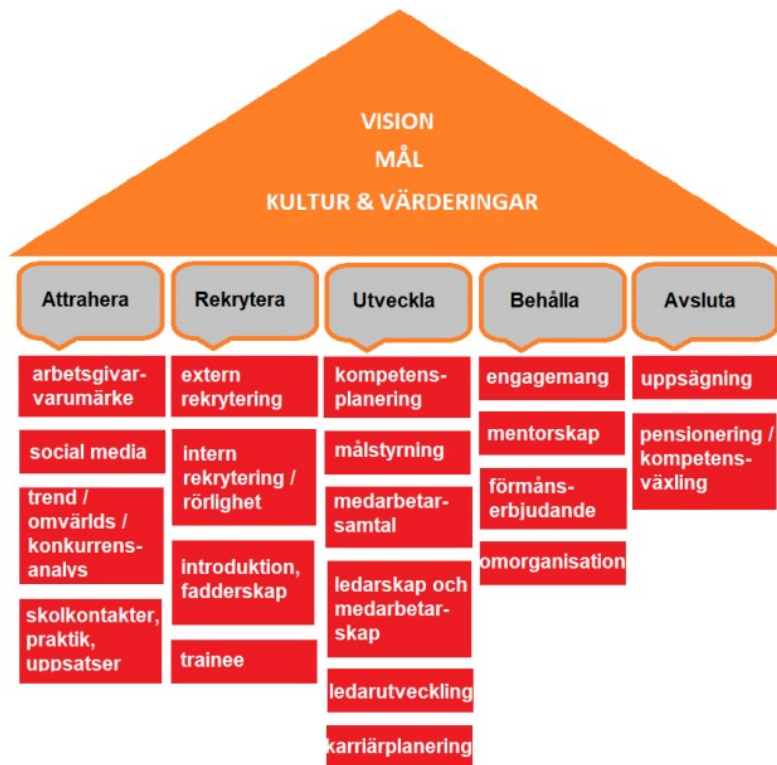 VISION
MÅL
KULTUR & VÄRDERINGAR
Attrahera
Rekrytera
Utveckla
Behålla
Avsluta
arbetsgivar-
varumärke
social media
trend /
omvärlds /
konkurrens-
analys
skolkontakter,
praktik,
uppsatser
extern
rekrytering
intern
rekrytering /
rörlighet
introduktion,
fadderskap
trainee
kompetens-
planering
målstyrning
medarbetar-
samtal
ledarskap och
medarbetar-
skap
ledarutveckling
karriärplanering
engagemang
mentorskap
förmåns-
erbjudande
omorganisation
uppsägning
pensionering /
kompetens-
växling